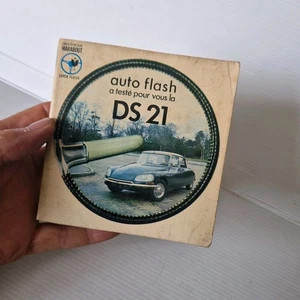 MARABOUT
auto flash
a testé pour vous la
DS 21